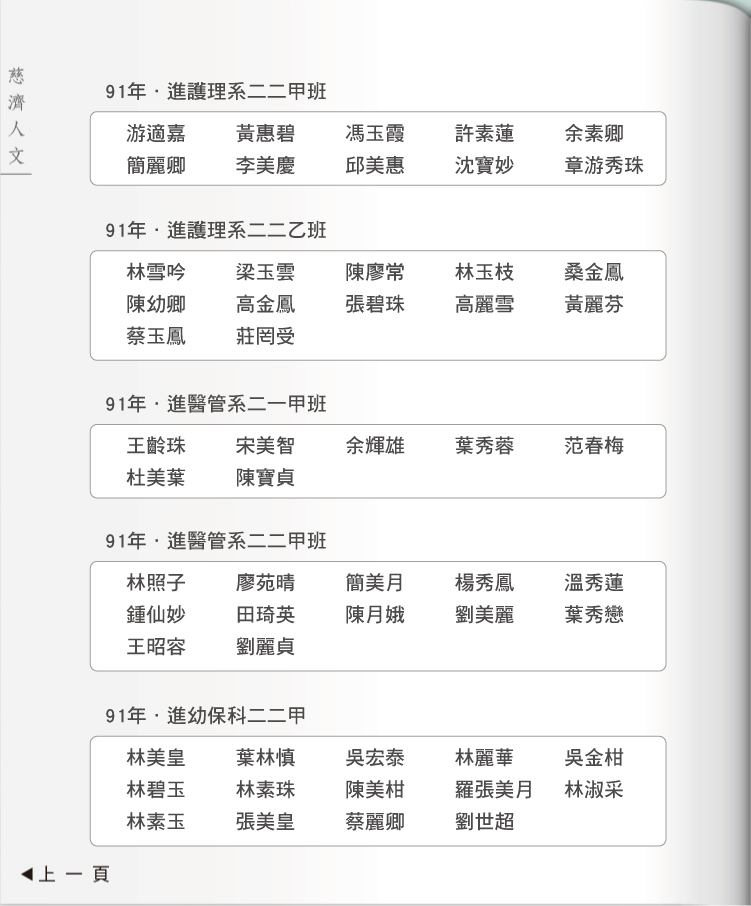 慈濟人文
91年．進護理系二二甲班
游適嘉 黃惠碧 馮玉霞 許素蓮 余素卿
簡麗卿 李美慶 邱美惠 沈寶妙 章游秀珠
91年．進護理系二二乙班
林雪吟 梁玉雲 陳廖常 林玉枝 桑金鳳
陳幼卿 高金鳳 張碧珠 高麗雪 黃麗芬
蔡玉鳳 莊罔受
91年．進醫管系二一甲班
王齡珠 宋美智 余輝雄 葉秀蓉 范春梅
杜美葉 陳寶貞
91年．進醫管系二二甲班
林照子 廖苑晴 簡美月 楊秀鳳 溫秀蓮
鍾仙妙 田琦英 陳月娥 劉美麗 葉秀戀
王昭容 劉麗貞
91年．進幼保科二二甲
林美皇 葉林慎 吳宏泰 林麗華 吳金柑
林碧玉 林素珠 陳美柑 羅張美月 林淑采
林素玉 張美皇 蔡麗卿 劉世超
◀上一頁